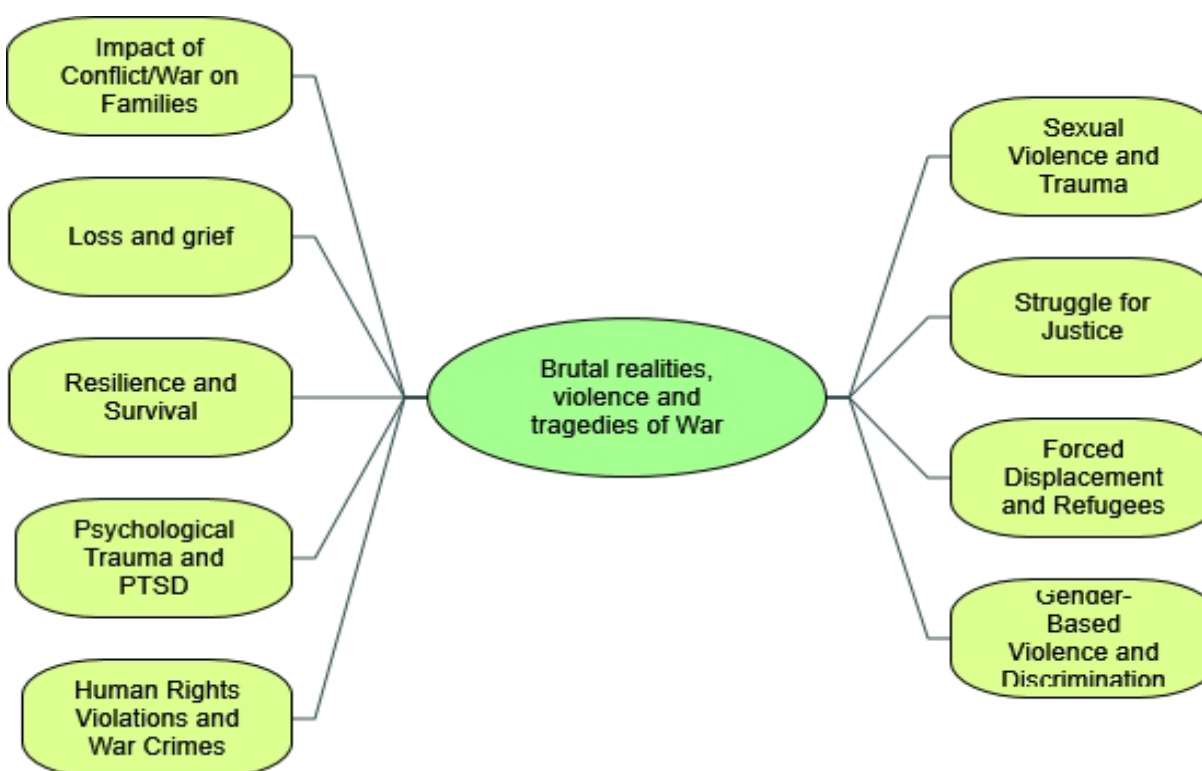 Impact of
Conflict/War on
Families
Loss and grief
Resilience and
Survival
Psychological
Trauma and
PTSD
Human Rights
Violations and
War Crimes
Brutal realities,
violence and
tragedies of War
Sexual
Violence and
Trauma
Struggle for
Justice
Forced
Displacement
and Refugees
Gender-
Based
Violence and
Discrimination